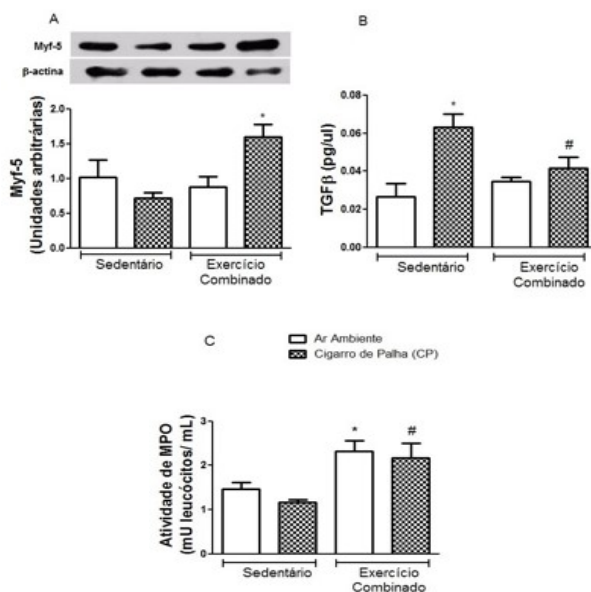 A
Myf-5
β-actina
Myf-5
(Unidades arbitrárias)
2.0
1.5
1.0
0.5
0.0
*
Sedentário
Exercício
Combinado
B
TGFβ (pg/ul)
0.08
0.06
0.04
0.02
0.00
*
#
Sedentário
Exercício
Combinado
C
Ar Ambiente
Cigarro de Palha (CP)
Atividade de MPO
(mU leucócitos/ mL)
3
2
1
0
*
#
Sedentário
Exercício
Combinado